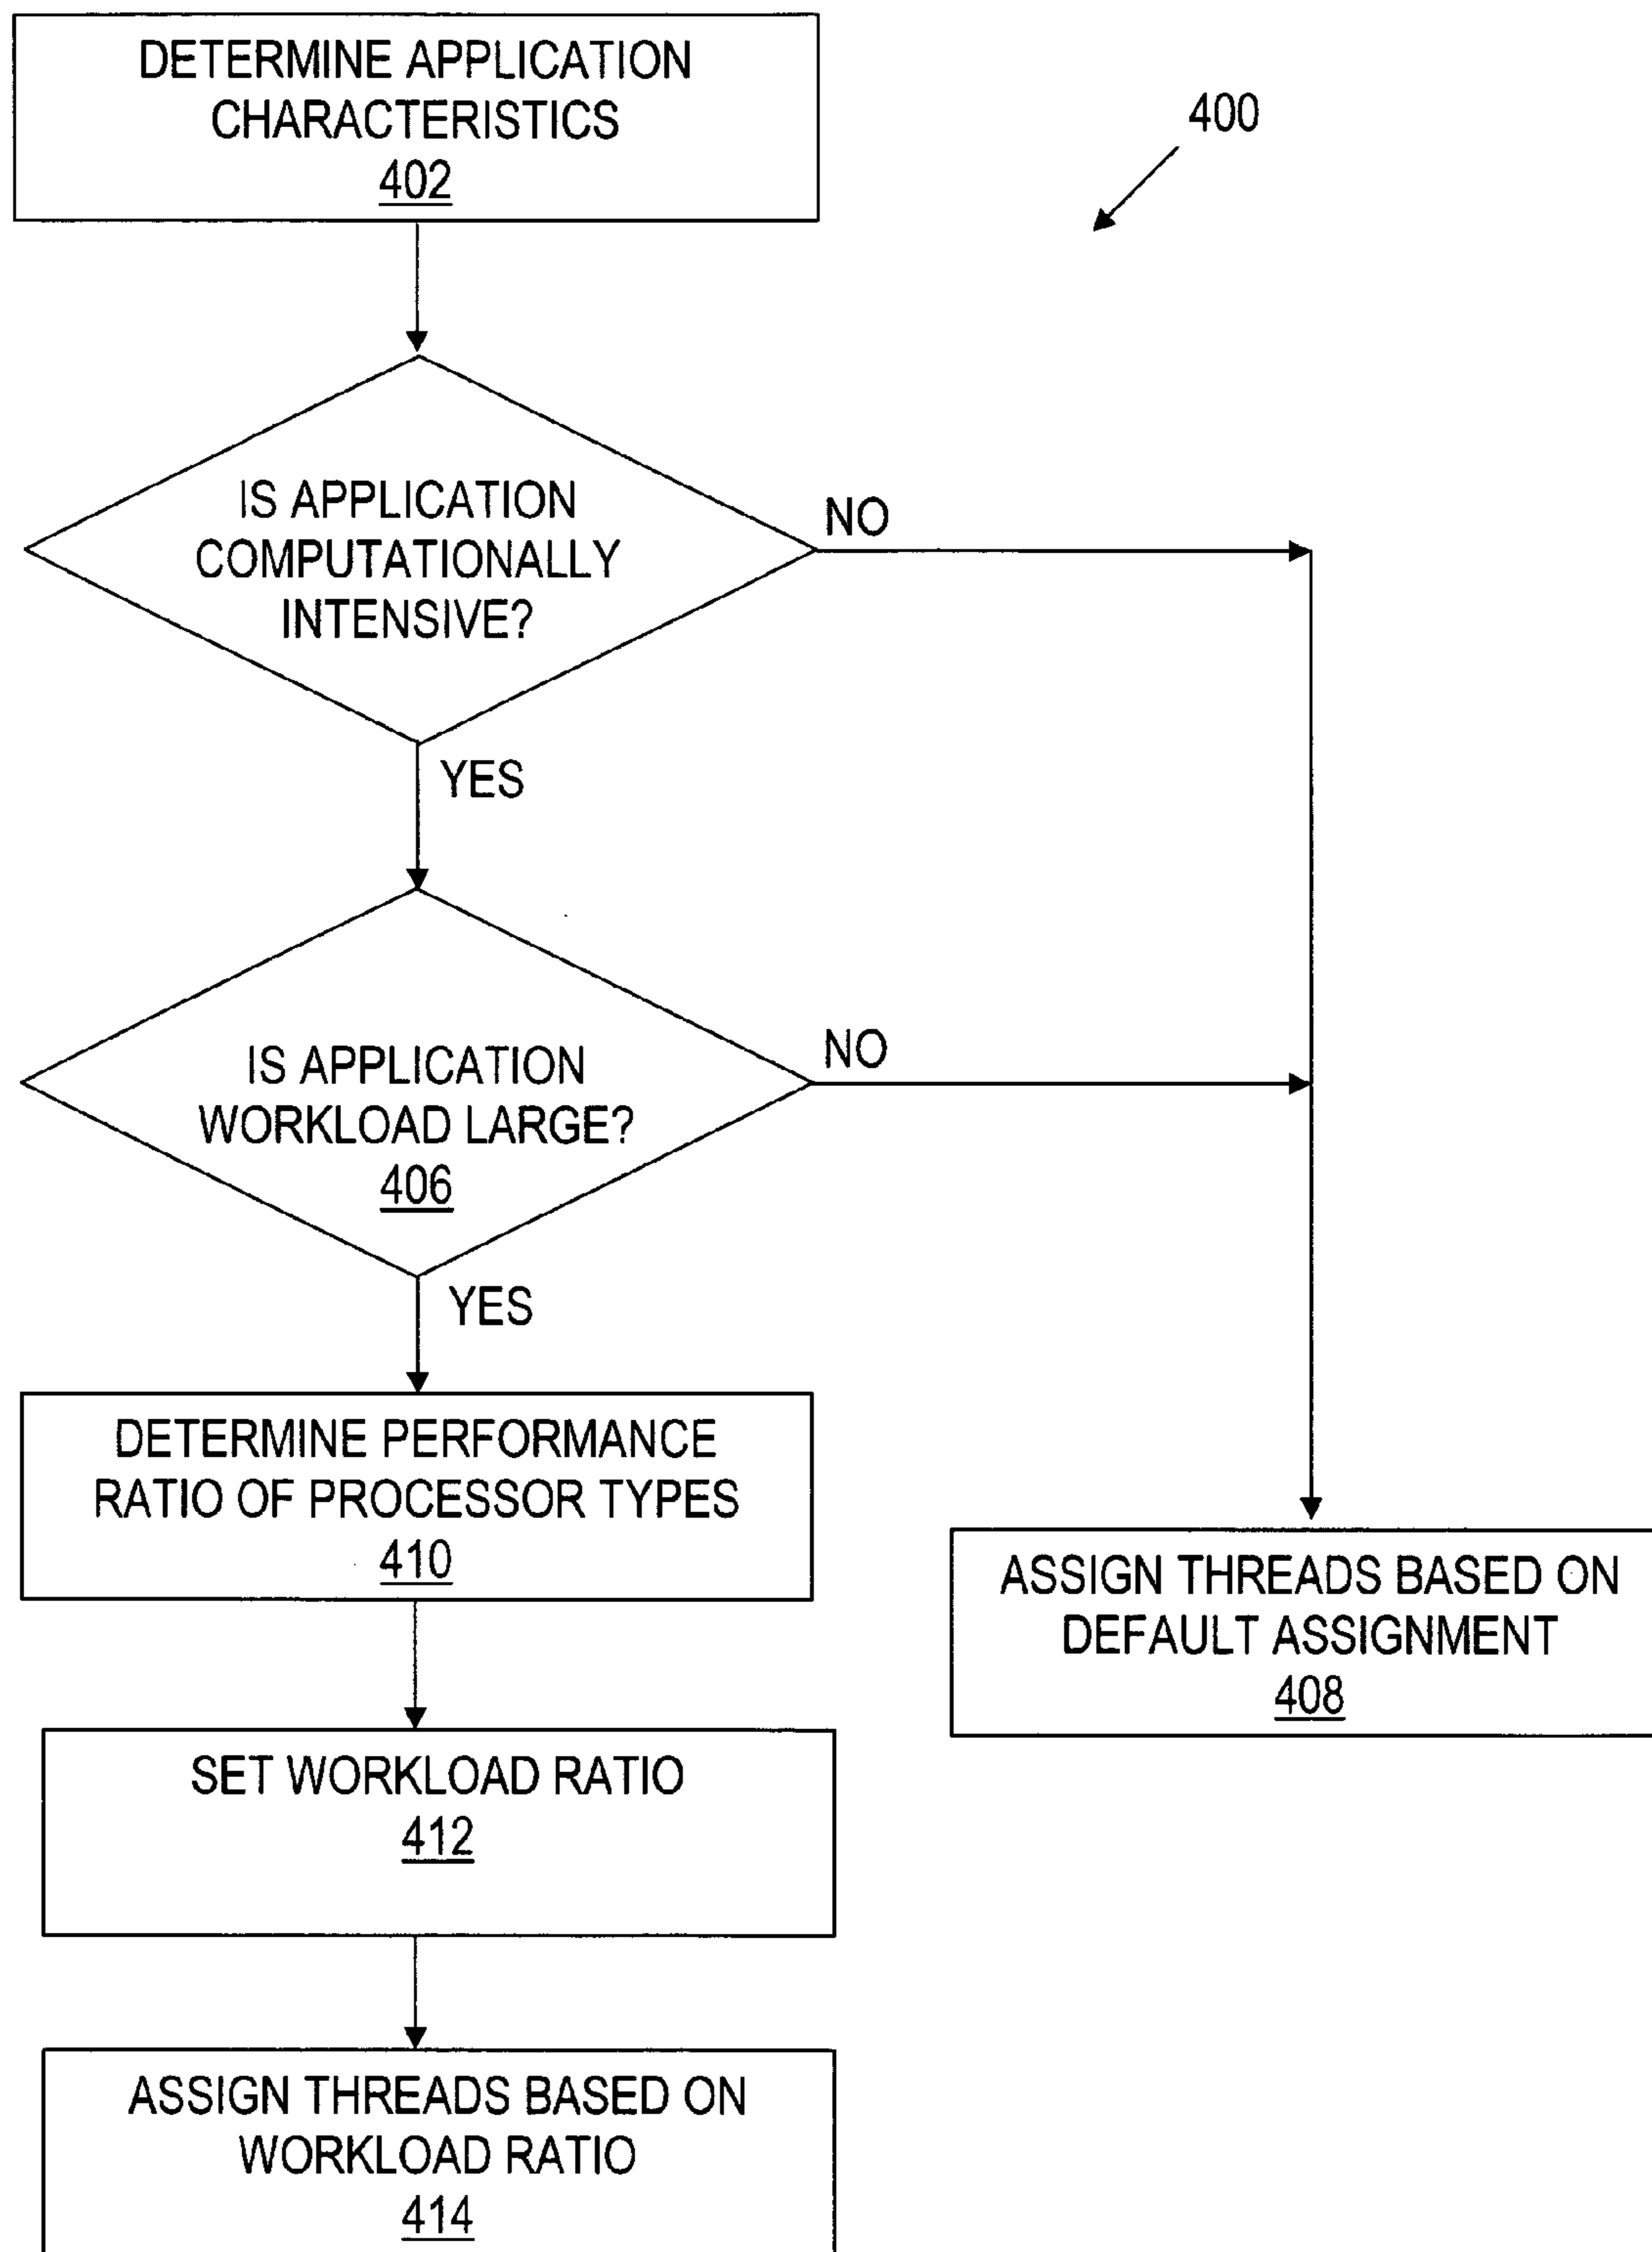 DETERMINE APPLICATION
CHARACTERISTICS
402
400
IS APPLICATION
COMPUTATIONALLY
INTENSIVE?
NO
YES
IS APPLICATION
WORKLOAD LARGE?
406
NO
YES
DETERMINE PERFORMANCE
RATIO OF PROCESSOR TYPES
410
ASSIGN THREADS BASED ON
DEFAULT ASSIGNMENT
408
SET WORKLOAD RATIO
412
ASSIGN THREADS BASED ON
WORKLOAD RATIO
414